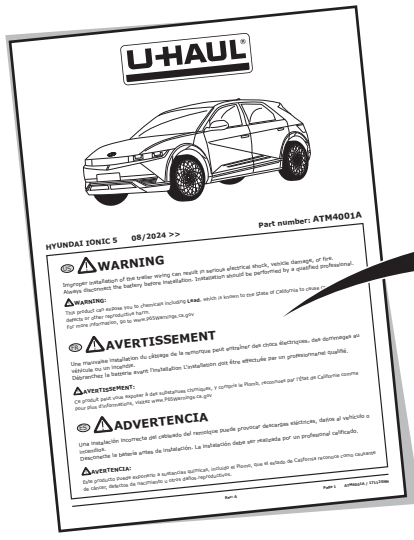 U-HAUL®
HYUNDAI IONIC 5 08/2024 >>
Part number: ATM4001A
US WARNING
Improper installation of the trailer wiring can result in serious electrical shock, vehicle damage, or fire.
Always disconnect the battery before installation. Installation should be performed by a qualified professional.
WARNING:
This product can expose you to chemicals including Lead, which is known to the State of California to cause
defects or other reproductive harm.
For more information, go to www.P65Warnings.ca.gov
FR AVERTISSEMENT
Une mauvaise installation du câblage de la remorque peut entraîner des chocs électriques, des dommages au
véhicule ou un incendie.
Débranchez la batterie avant l'installation L'installation doit être effectuée par un professionnel qualifié.
AVERTISSEMENT:
Ce produit peut vous exposer à des substances chimiques, y compris le Plomb, reconnues par l'État de Californie comme
pour plus d'informations, visitez www.P65Warnings.ca.gov
ES ADVERTENCIA
Una instalación incorrecta del cableado del remolque puede provocar descargas eléctricas, daños al vehículo o
incendios.
Desconecte la batería antes de instalación. La instalación debe ser realizada por un profesional calificado.
ADVERTENCIA:
Este producto puede exponerlo a sustancias químicas, incluido el Plomo, que el estado de California reconoce como causante
de cáncer, defectos de nacimiento u otros daños reproductivos.
Rev: A
Page 1 ATM4001A /